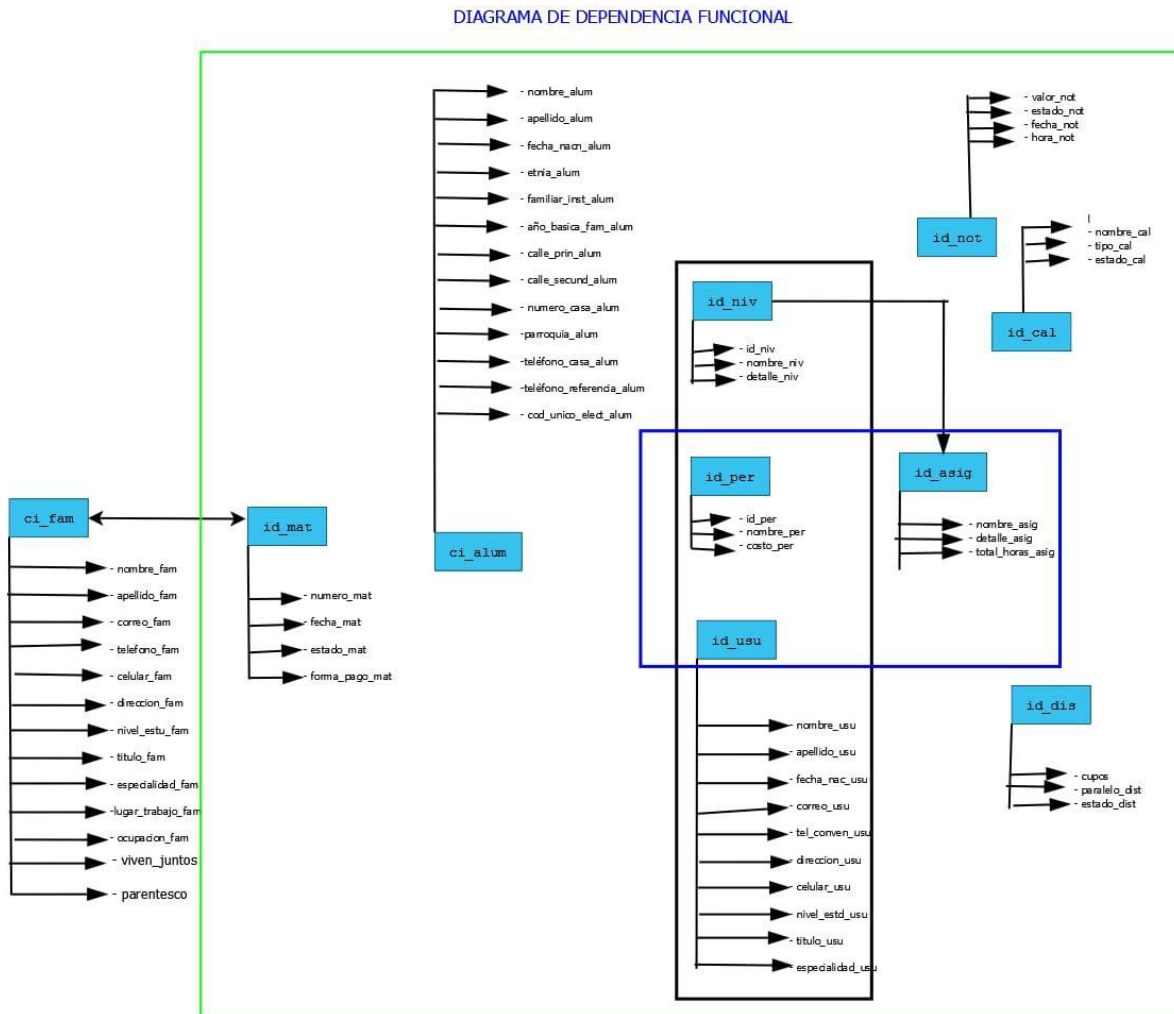 DIAGRAMA DE DEPENDENCIA FUNCIONAL
- nombre_alum
- apellido_alum
- fecha_nacn_alum
- etnia_alum
- familiar_inst_alum
- año_basica_fam_alum
- calle_prin_alum
- calle_secund_alum
- numero_casa_alum
-parroquia_alum
-teléfono_casa_alum
-teléfono_referencia_alum
- cod_unico_elect_alum
ci_alum
- valor_not
- estado_not
- fecha_not
- hora_not
id_not
l
- nombre_cal
- tipo_cal
- estado_cal
id_cal
id_niv
- id_niv
- nombre_niv
- detalle_niv
id_per
- id_per
- nombre_per
- costo_per
id_asig
- nombre_asig
- detalle_asig
- total_horas_asig
ci_fam
- nombre_fam
- apellido_fam
- correo_fam
- telefono_fam
- celular_fam
- direccion_fam
- nivel_estu_fam
- titulo_fam
- especialidad_fam
-lugar_trabajo_fam
- ocupacion_fam
- viven_juntos
- parentesco
id_mat
- numero_mat
- fecha_mat
- estado_mat
- forma_pago_mat
id_usu
- nombre_usu
- apellido_usu
- fecha_nac_usu
- correo_usu
- tel_conven_usu
- direccion_usu
- celular_usu
- nivel_estd_usu
- titulo_usu
- especialidad_usu
id_dis
- cupos
- paralelo_dist
- estado_dist